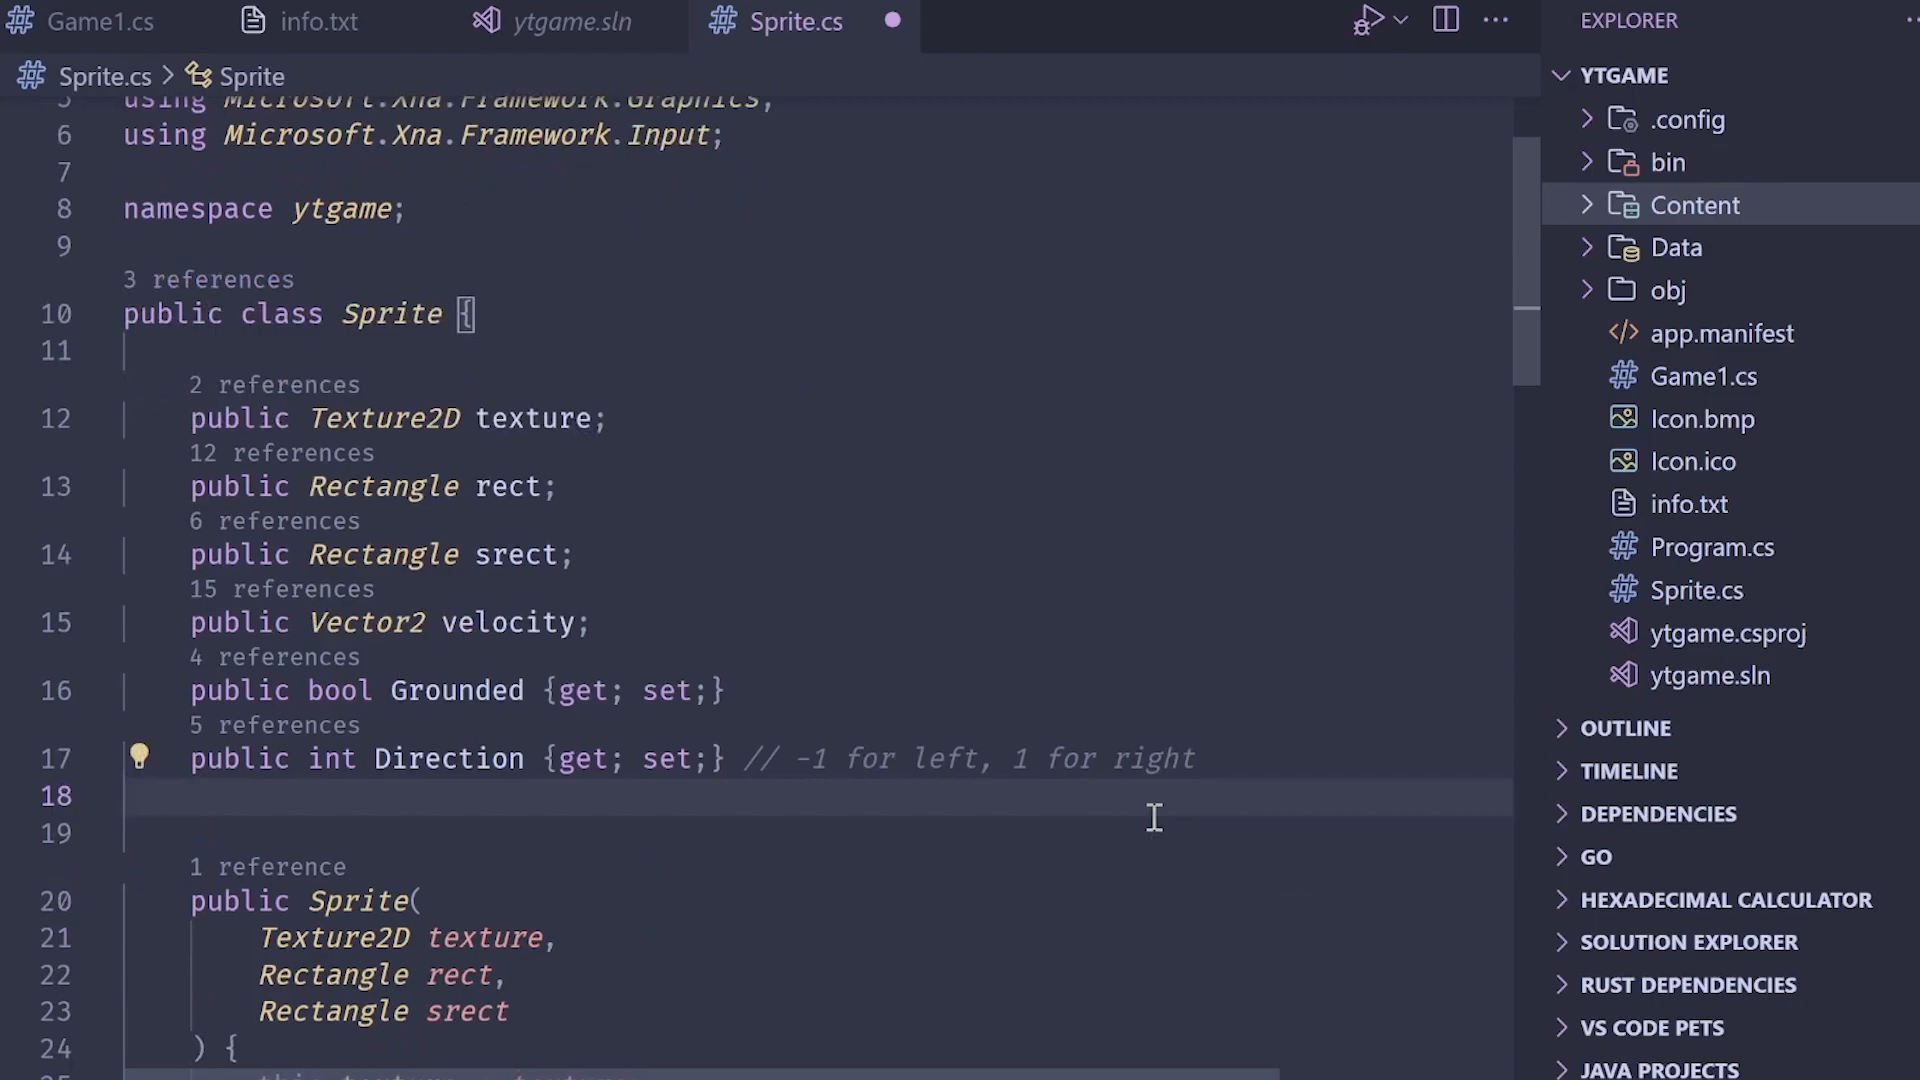 Game1.cs
info.txt
ytgame.sln
Sprite.cs
Sprite.cs > Sprite
using Microsoft.Xna.Framework.Graphics;
6 using Microsoft.Xna.Framework.Input;
7
8 namespace ytgame;
9
3 references
10 public class Sprite {
11
2 references
12 public Texture2D texture;
12 references
13 public Rectangle rect;
6 references
14 public Rectangle srect;
15 references
15 public Vector2 velocity;
4 references
16 public bool Grounded {get; set;}
5 references
17 public int Direction {get; set;} // -1 for left, 1 for right
18
19
1 reference
20 public Sprite(
21 Texture2D texture,
22 Rectangle rect,
23 Rectangle srect
24 ) {
EXPLORER
YTGAME
.config
bin
Content
Data
obj
app.manifest
Game1.cs
Icon.bmp
Icon.ico
info.txt
Program.cs
Sprite.cs
ytgame.csproj
ytgame.sln
OUTLINE
TIMELINE
DEPENDENCIES
GO
HEXADECIMAL CALCULATOR
SOLUTION EXPLORER
RUST DEPENDENCIES
VS CODE PETS
JAVA PROJECTS